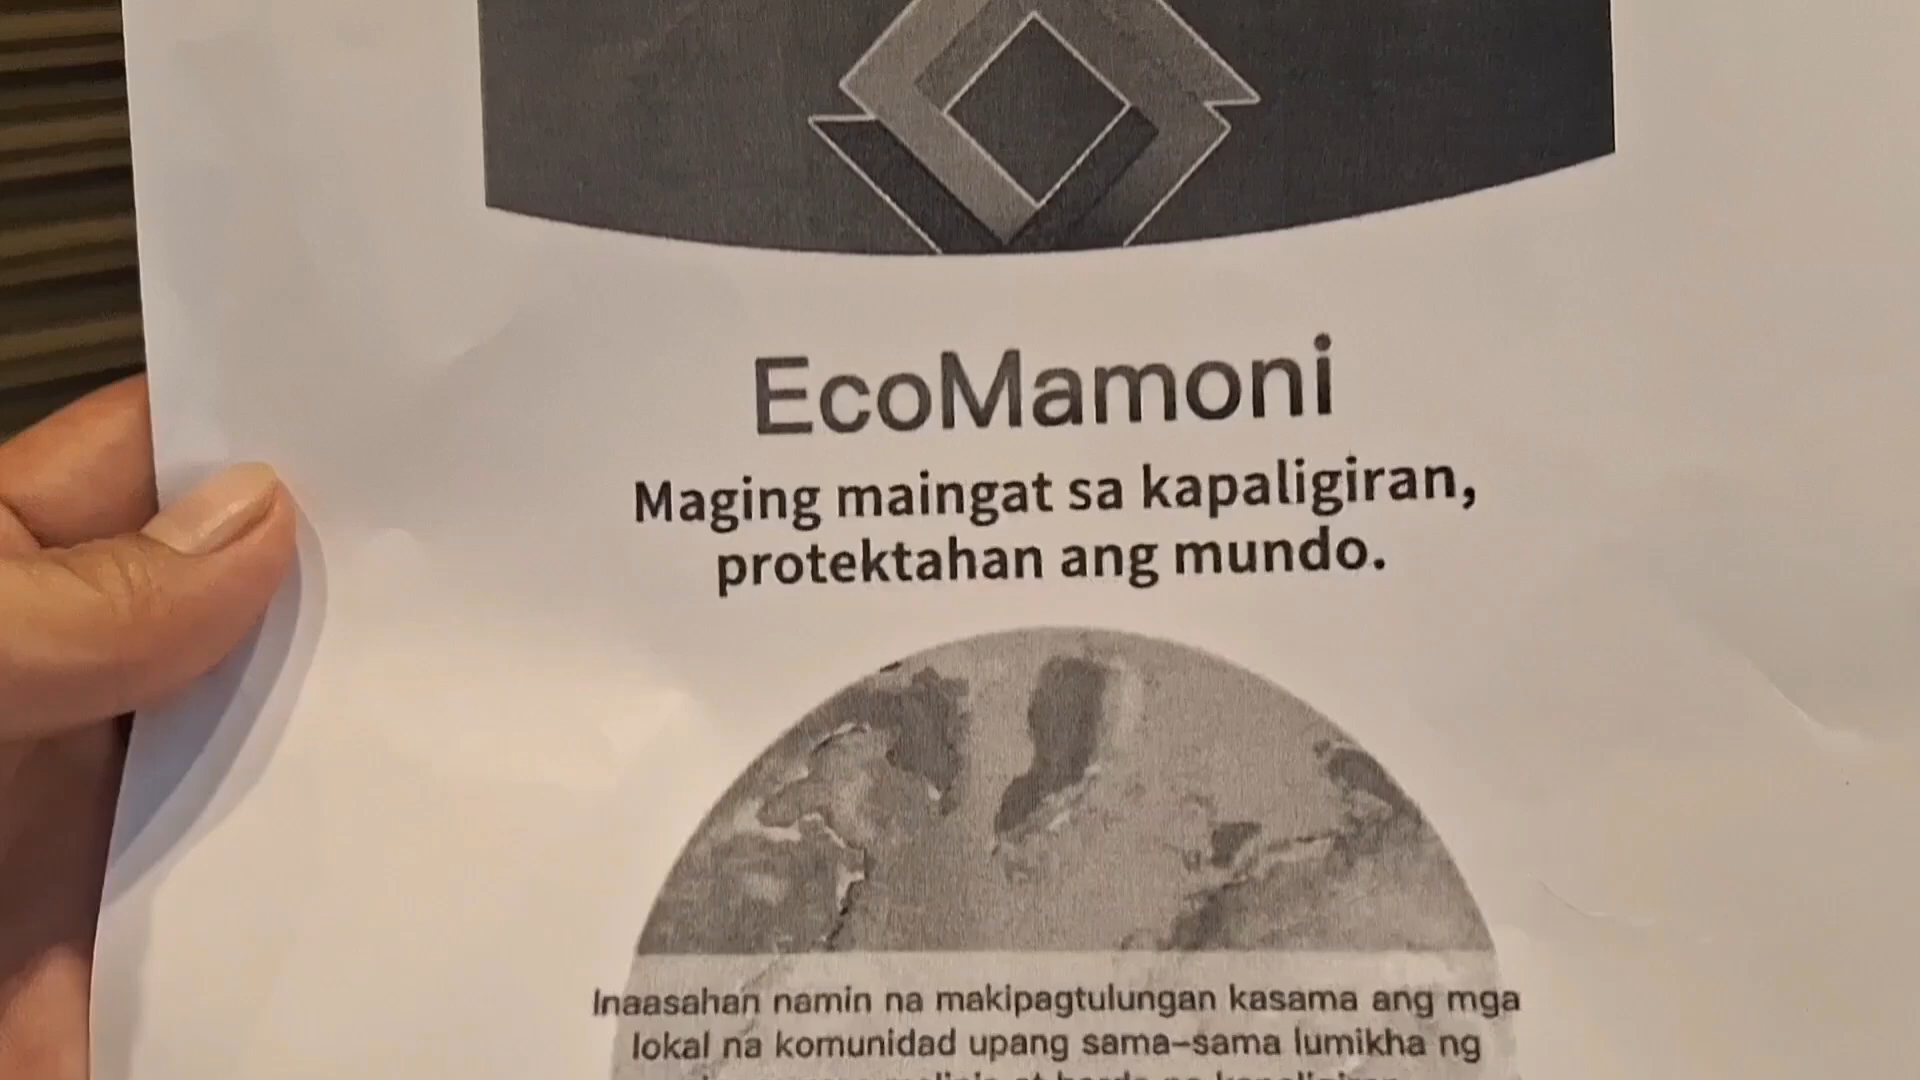 EcoMamoni
Maging maingat sa kapaligiran,
protektahan ang mundo.
Inaasahan namin na makipagtulungan kasama ang mga
lokal na komunidad upang sama-sama lumikha ng